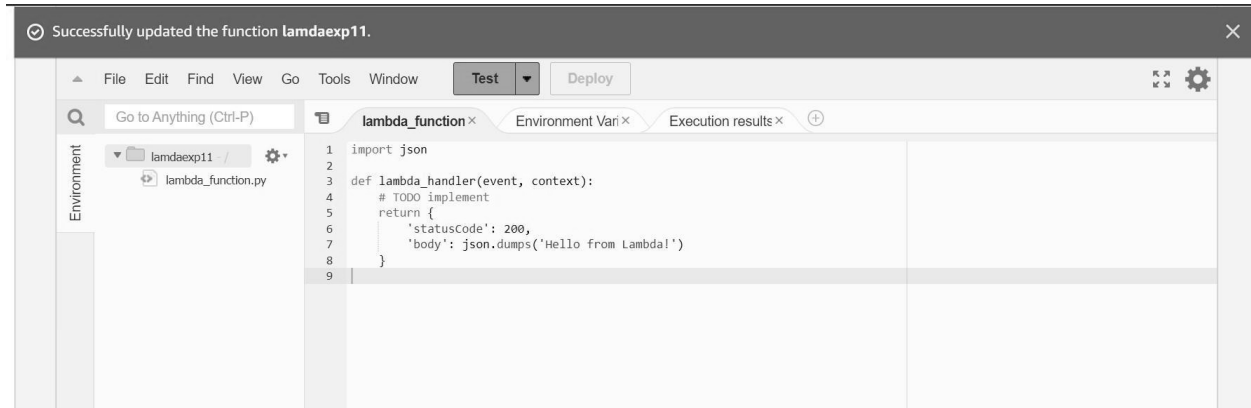 Successfully updated the function lamdaexp11.
File Edit Find View Go Tools Window Test Deploy
Go to Anything (Ctrl-P)
lambda_function Environment Vari Execution results
Environment
lamdaexp11 - /
lambda_function.py
1 import json
2
3 def lambda_handler(event, context):
4     # TODO implement
5     return {
6         'statusCode': 200,
7         'body': json.dumps('Hello from Lambda!')
8     }
9